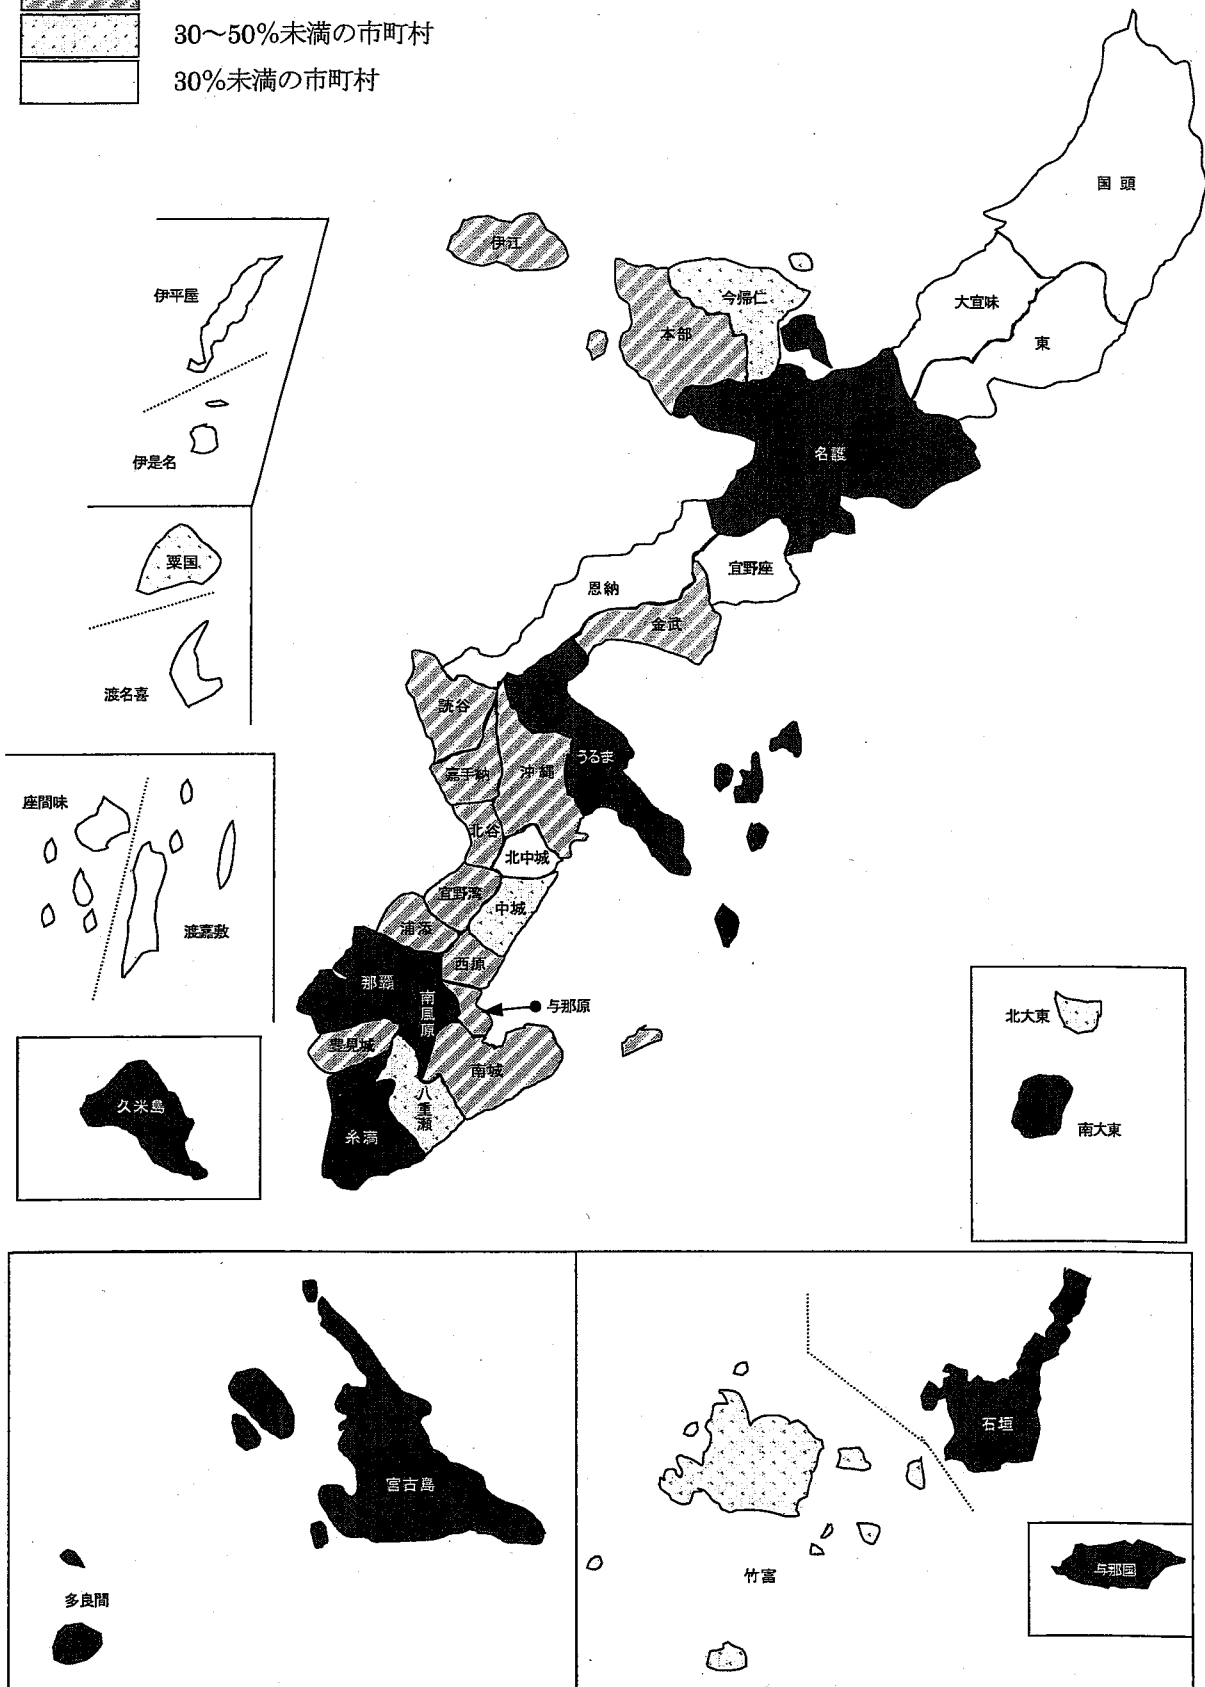 30～50%未満の市町村
30%未満の市町村
国頭
伊江
伊平屋
今帰仁
大宜味
本部
東
伊是名
名護
粟国
宜野座
恩納
金武
渡名喜
読谷
うるま
嘉手納
沖縄
座間味
北谷
北中城
宜野湾
中城
浦添
渡嘉敷
西原
那覇
南風原
与那原
北大東
豊見城
南城
八重瀬
久米島
南大東
糸満
石垣
宮古島
与那国
竹富
多良間